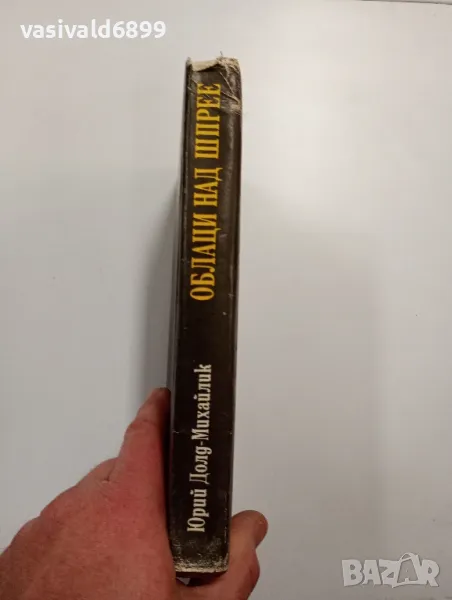 vasivald6899
ОБЛАЦИ НАД ШПРЕЕ
Юрий Долд-Михайлик
BAZAR